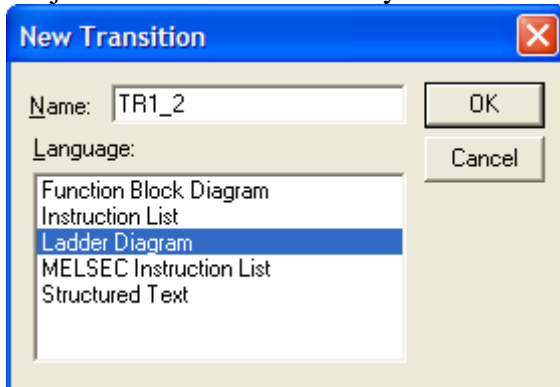 New Transition
Name: TR1_2
OK
Language:
Cancel
Function Block Diagram
Instruction List
Ladder Diagram
MELSEC Instruction List
Structured Text